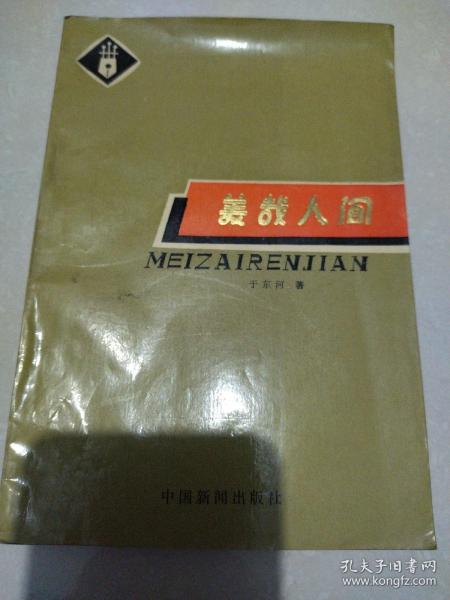 美哉人间
MEIZAIRENJIAN
于东河 著
中国新闻出版社
孔夫子旧书网
www.kongfz.com